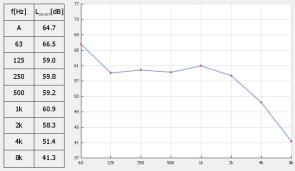 f[Hz] L [dB]
A 64.7
63 66.5
125 59.0
250 59.8
500 59.2
1k 60.9
2k 58.3
4k 51.4
8k 41.3
77
73
69
65
61
57
53
49
45
41
37
63 125 250 500 1k 2k 4k 8k